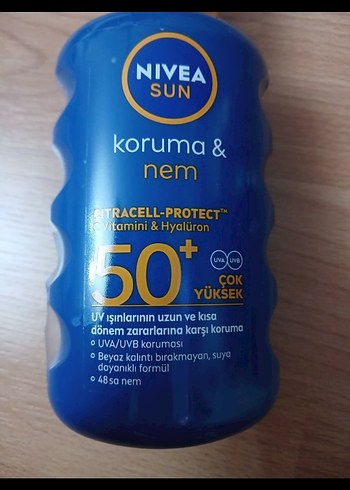 NIVEA
SUN
koruma &
nem
CITRACELL-PROTECT™
C Vitamini & Hyalüron
50+
UVA UVB
ÇOK
YÜKSEK
UV ışınlarının uzun ve kısa
dönem zararlarına karşı koruma
UVA/UVB koruması
Beyaz kalıntı bırakmayan, suya
dayanıklı formül
48 sa nem